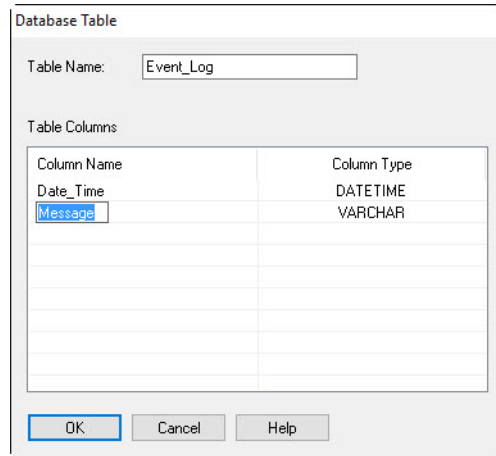 Database Table
Table Name: Event_Log
Table Columns
Column Name Column Type
Date_Time DATETIME
Message VARCHAR
OK Cancel Help